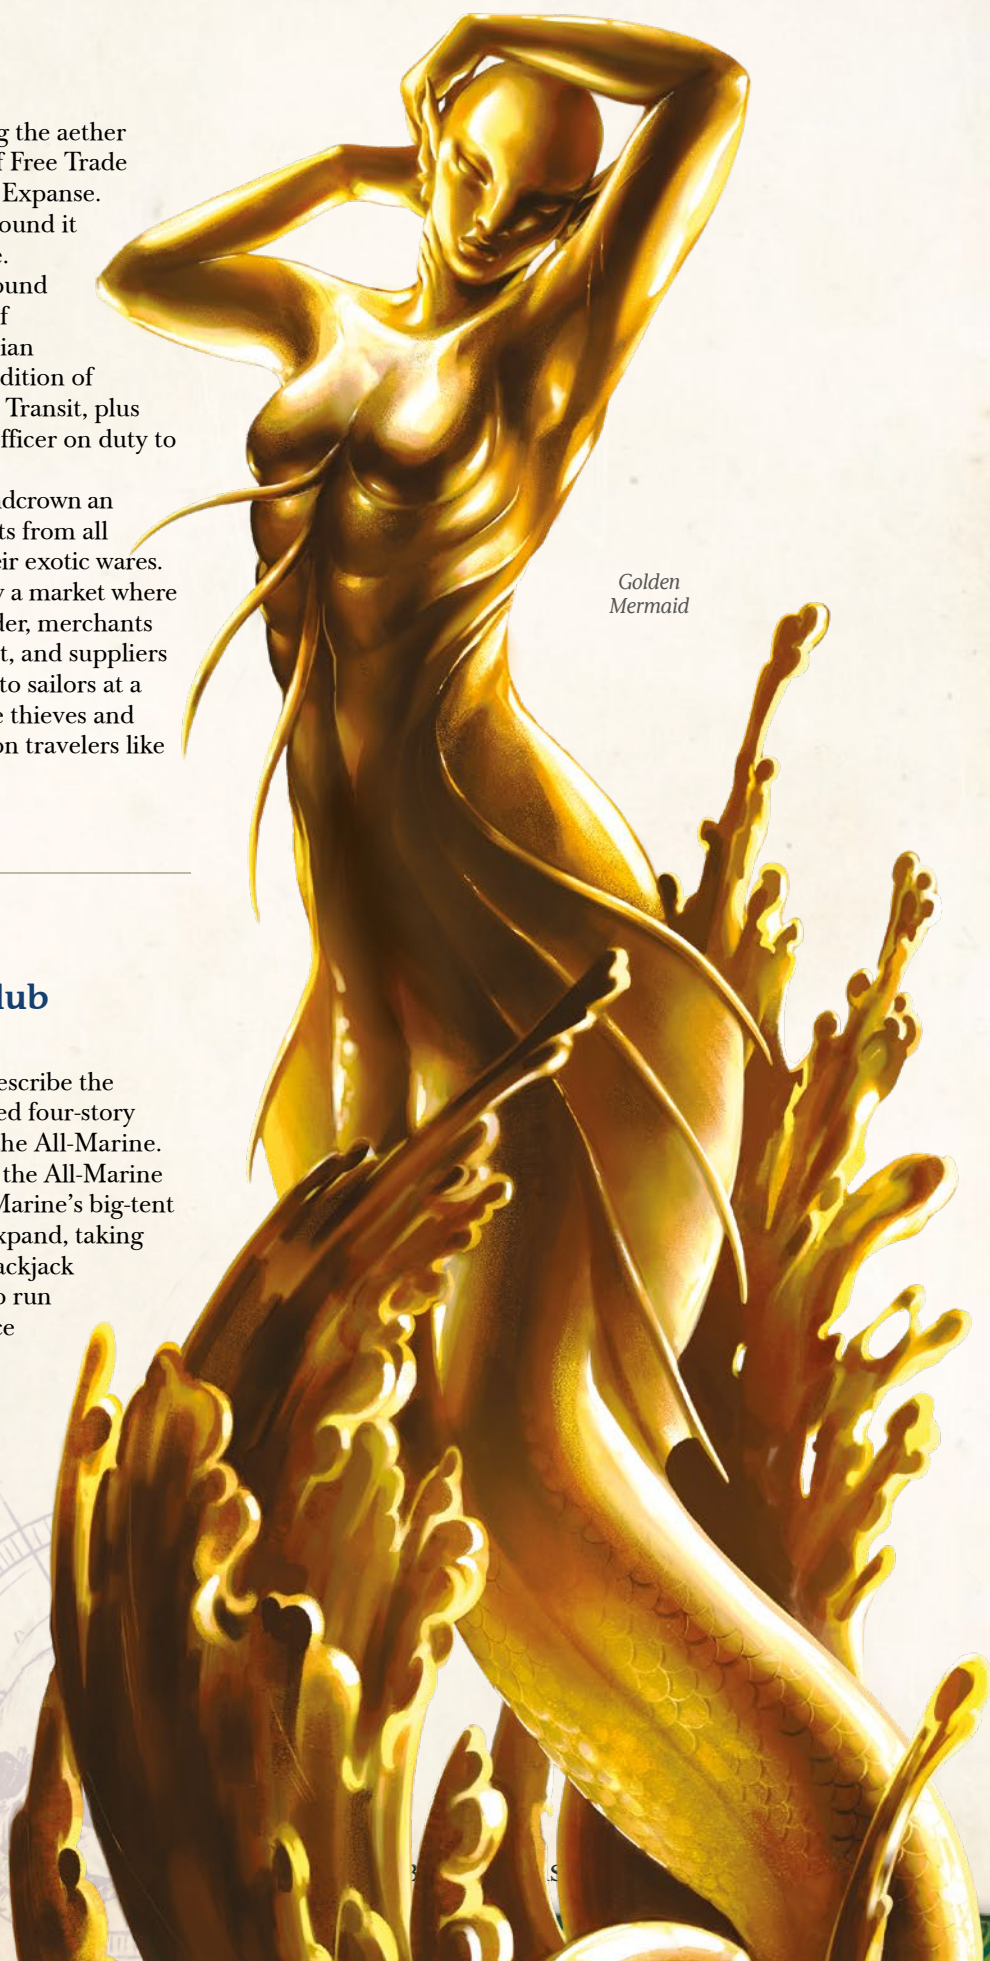 g the aether
f Free Trade
Expanse.
ound it
e.
ound
f
ian
dition of
Transit, plus
fficer on duty to
ndcrown an
ts from all
eir exotic wares.
y a market where
der, merchants
t, and suppliers
to sailors at a
e thieves and
on travelers like
Golden
Mermaid
lub
escribe the
ed four-story
he All-Marine.
the All-Marine
Marine’s big-tent
xpand, taking
ackjack
o run
ce